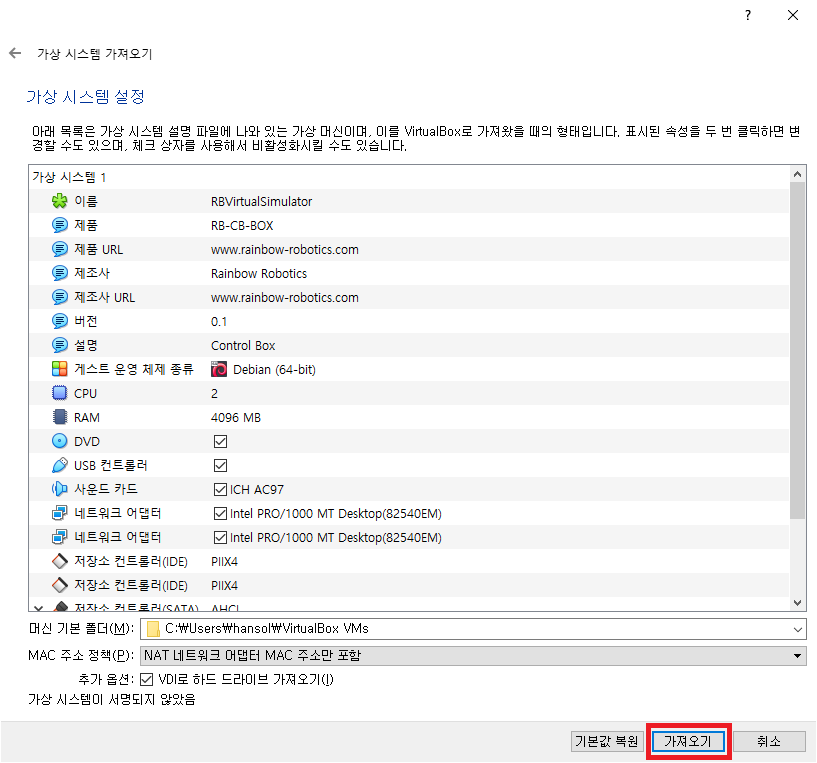 ?
가상 시스템 가져오기
가상 시스템 설정
아래 목록은 가상 시스템 설명 파일에 나와 있는 가상 머신이며, 이를 VirtualBox로 가져왔을 때의 형태입니다. 표시된 속성을 두 번 클릭하면 변
경할 수도 있으며, 체크 상자를 사용해서 비활성화시킬 수도 있습니다.
가상 시스템 1
이름 RBVirtualSimulator
제품 RB-CB-BOX
제품 URL www.rainbow-robotics.com
제조사 Rainbow Robotics
제조사 URL www.rainbow-robotics.com
버전 0.1
설명 Control Box
게스트 운영 체제 종류 Debian (64-bit)
CPU 2
RAM 4096 MB
DVD
USB 컨트롤러
사운드 카드 ICH AC97
네트워크 어댑터 Intel PRO/1000 MT Desktop(82540EM)
네트워크 어댑터 Intel PRO/1000 MT Desktop(82540EM)
저장소 컨트롤러(IDE) PIIX4
저장소 컨트롤러(IDE) PIIX4
저장소 컨트롤러(SATA) AHCI
머신 기본 폴더(M): C:₩Users₩hansol₩VirtualBox VMs
MAC 주소 정책(P): NAT 네트워크 어댑터 MAC 주소만 포함
추가 옵션: VDI로 하드 드라이브 가져오기(I)
가상 시스템이 서명되지 않았음
기본값 복원 가져오기 취소